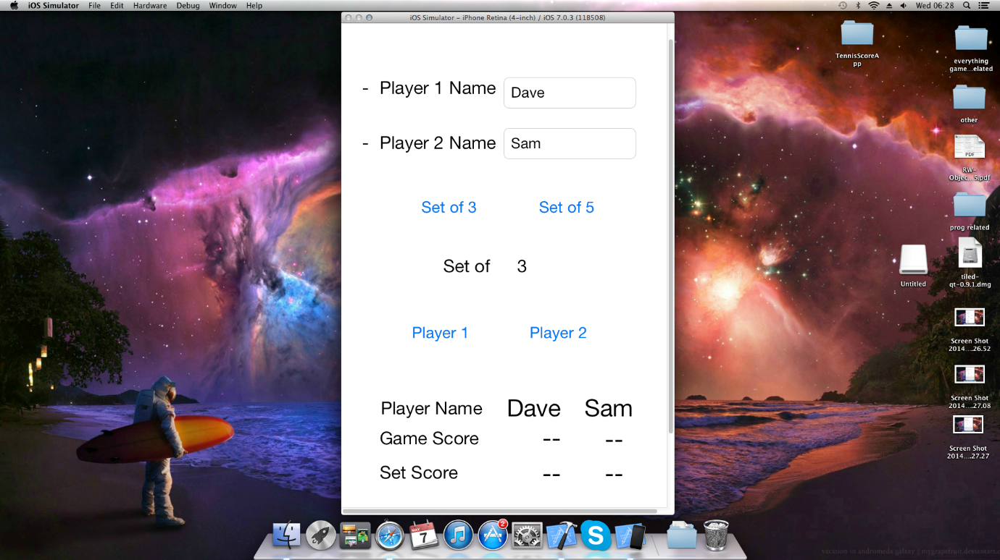 iOS Simulator File Edit Hardware Debug Window Help
Wed 06:28
iOS Simulator – iPhone Retina (4-inch) / iOS 7.0.3 (11B508)
- Player 1 Name Dave
- Player 2 Name Sam
Set of 3 Set of 5
Set of 3
Player 1 Player 2
Player Name Dave Sam
Game Score -- --
Set Score -- --
TennisScoreA
pp
everything
game...elated
other
PDF
RW-
Objec...5.pdf
prog related
Untitled
tiled-
qt-0.9.1.dmg
Screen Shot
2014....26.52
Screen Shot
2014....27.08
Screen Shot
2014....27.27
MAY
7
2
S
vacation in andromeda galaxy | mygrapefruit.deviantart.